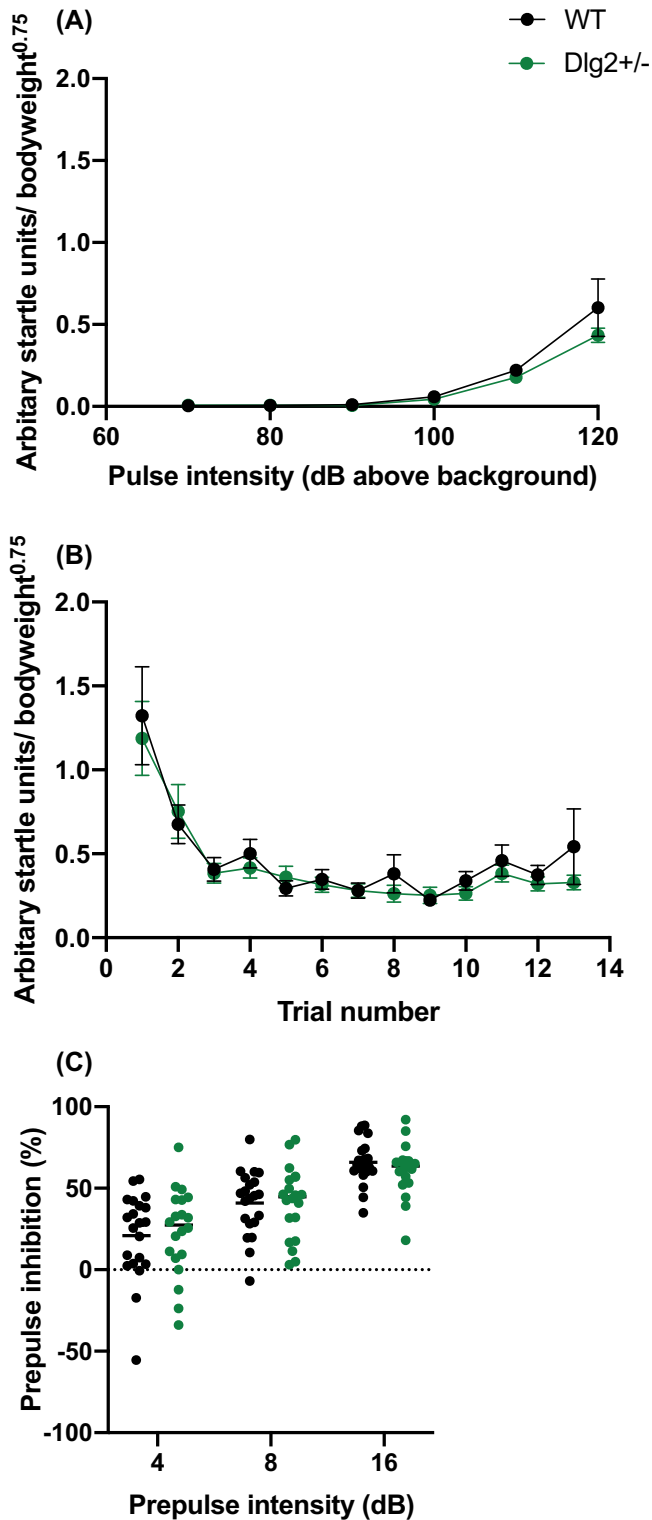 (A)
WT
Dlg2+/-
Arbitary startle units/ bodyweight0.75
2.0
1.5
1.0
0.5
0.0
60 80 100 120
Pulse intensity (dB above background)
(B)
Arbitary startle units/ bodyweight0.75
2.0
1.5
1.0
0.5
0.0
0 2 4 6 8 10 12 14
Trial number
(C)
Prepulse inhibition (%)
100
50
0
-50
-100
4 8 16
Prepulse intensity (dB)